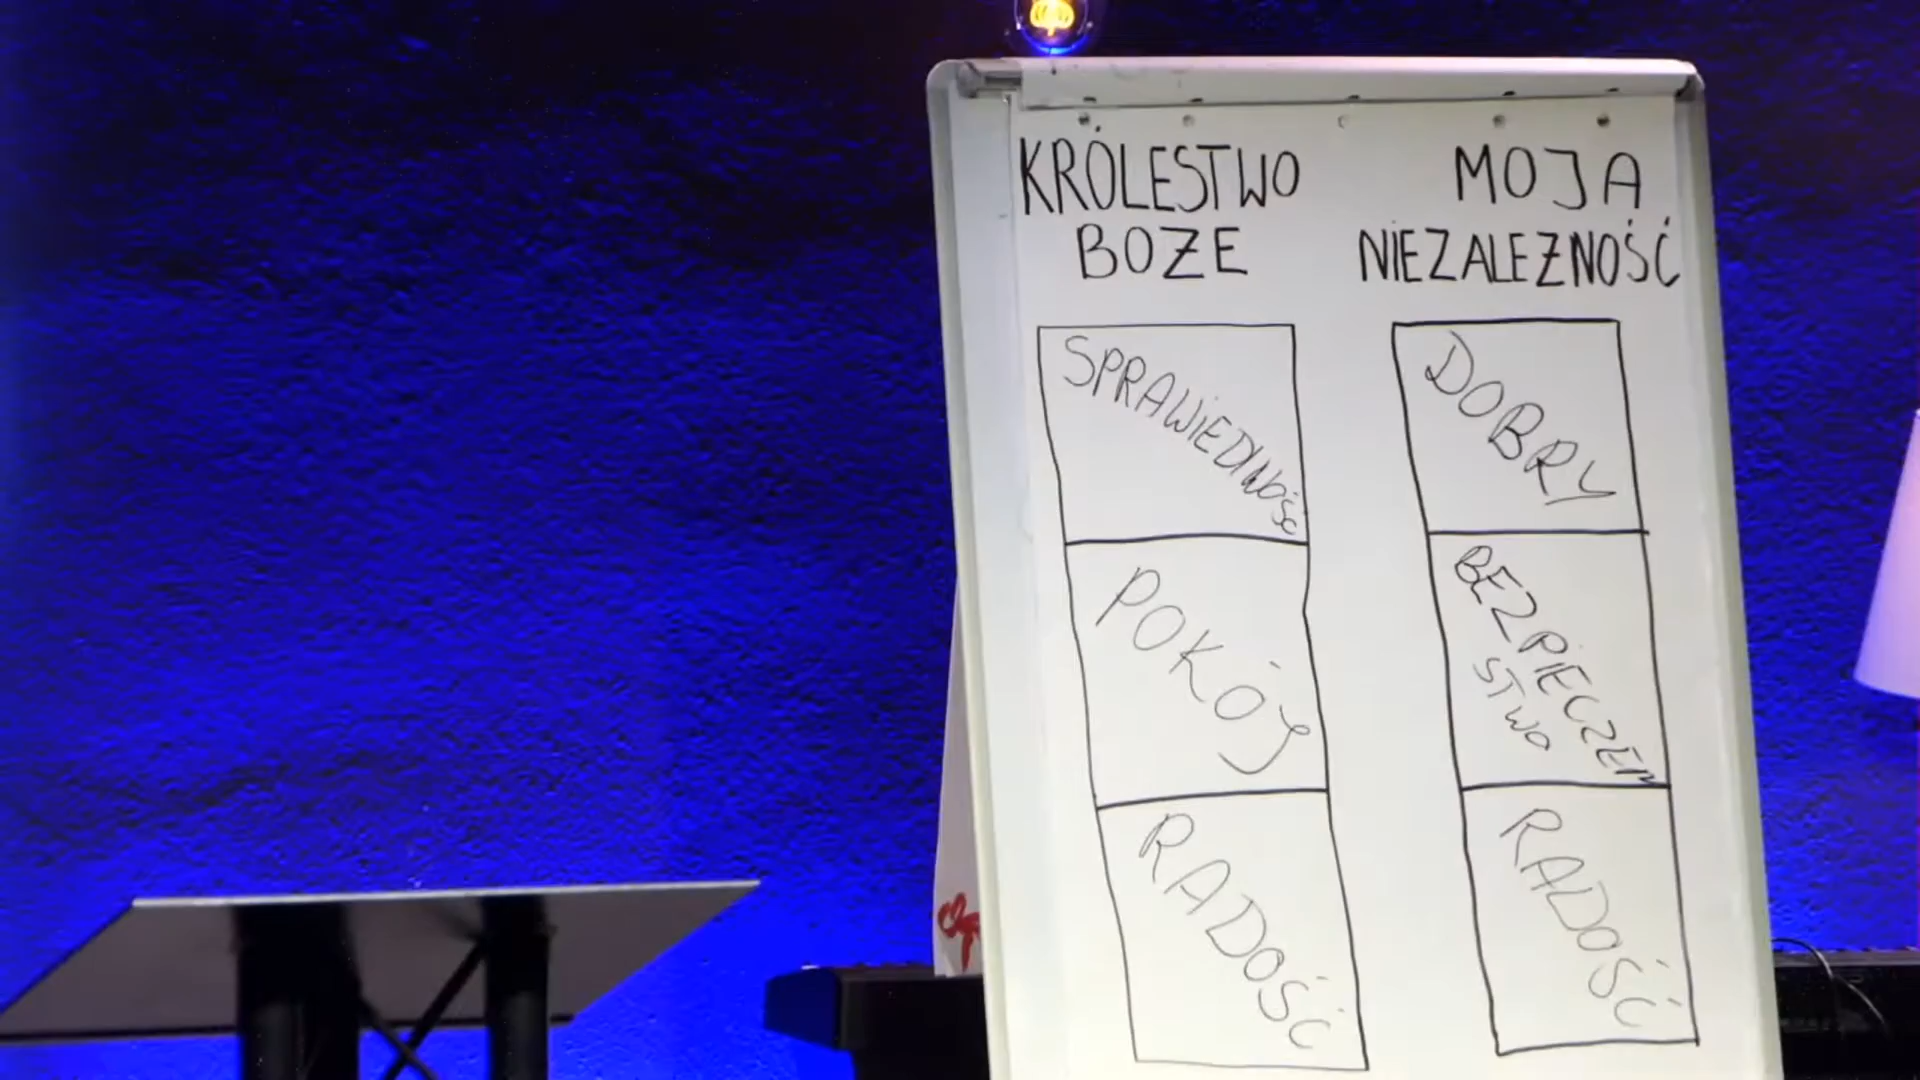 KRÓLESTWO
BOŻE
SPRAWIEDLIWOŚĆ
POKÓJ
RADOŚĆ
MOJA
NIEZALEŻNOŚĆ
DOBRY
BEZPIECZEŃ
STWO
RADOŚĆ